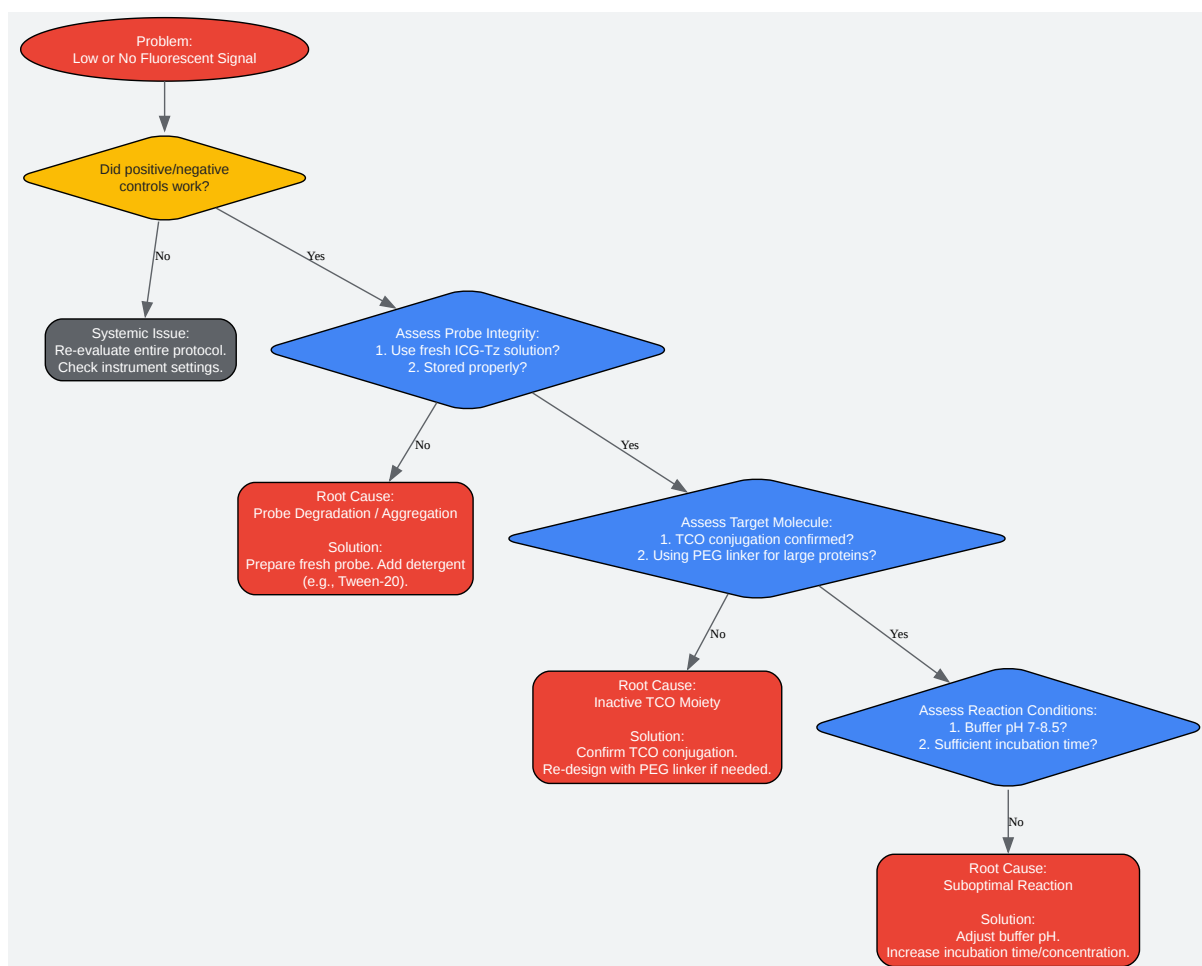 Problem:
Low or No Fluorescent Signal
Did positive/negative
controls work?
No
Yes
Systemic Issue:
Re-evaluate entire protocol.
Check instrument settings.
Assess Probe Integrity:
1. Use fresh ICG-Tz solution?
2. Stored properly?
No
Yes
Root Cause:
Probe Degradation / Aggregation
Solution:
Prepare fresh probe. Add detergent
(e.g., Tween-20).
Assess Target Molecule:
1. TCO conjugation confirmed?
2. Using PEG linker for large proteins?
No
Yes
Root Cause:
Inactive TCO Moiety
Solution:
Confirm TCO conjugation.
Re-design with PEG linker if needed.
Assess Reaction Conditions:
1. Buffer pH 7-8.5?
2. Sufficient incubation time?
No
Root Cause:
Suboptimal Reaction
Solution:
Adjust buffer pH.
Increase incubation time/concentration.